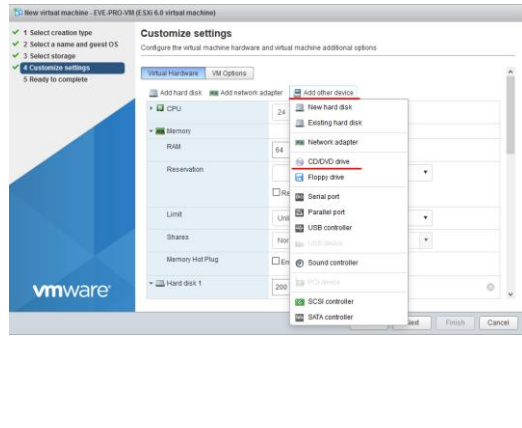 New virtual machine - EVE-PRO-VM (ESXi 6.0 virtual machine)
1 Select creation type
2 Select a name and guest OS
3 Select storage
4 Customize settings
5 Ready to complete
Customize settings
Configure the virtual machine hardware and virtual machine additional options
Virtual Hardware VM Options
Add hard disk Add network adapter Add other device
CPU 24
Memory
RAM 64
Reservation
Limit
Shares
Memory Hot Plug
Hard disk 1 200
New hard disk
Existing hard disk
Network adapter
CD/DVD drive
Floppy drive
Serial port
Parallel port
USB controller
USB device
Sound controller
PCI device
SCSI controller
SATA controller
vmware
Finish Cancel